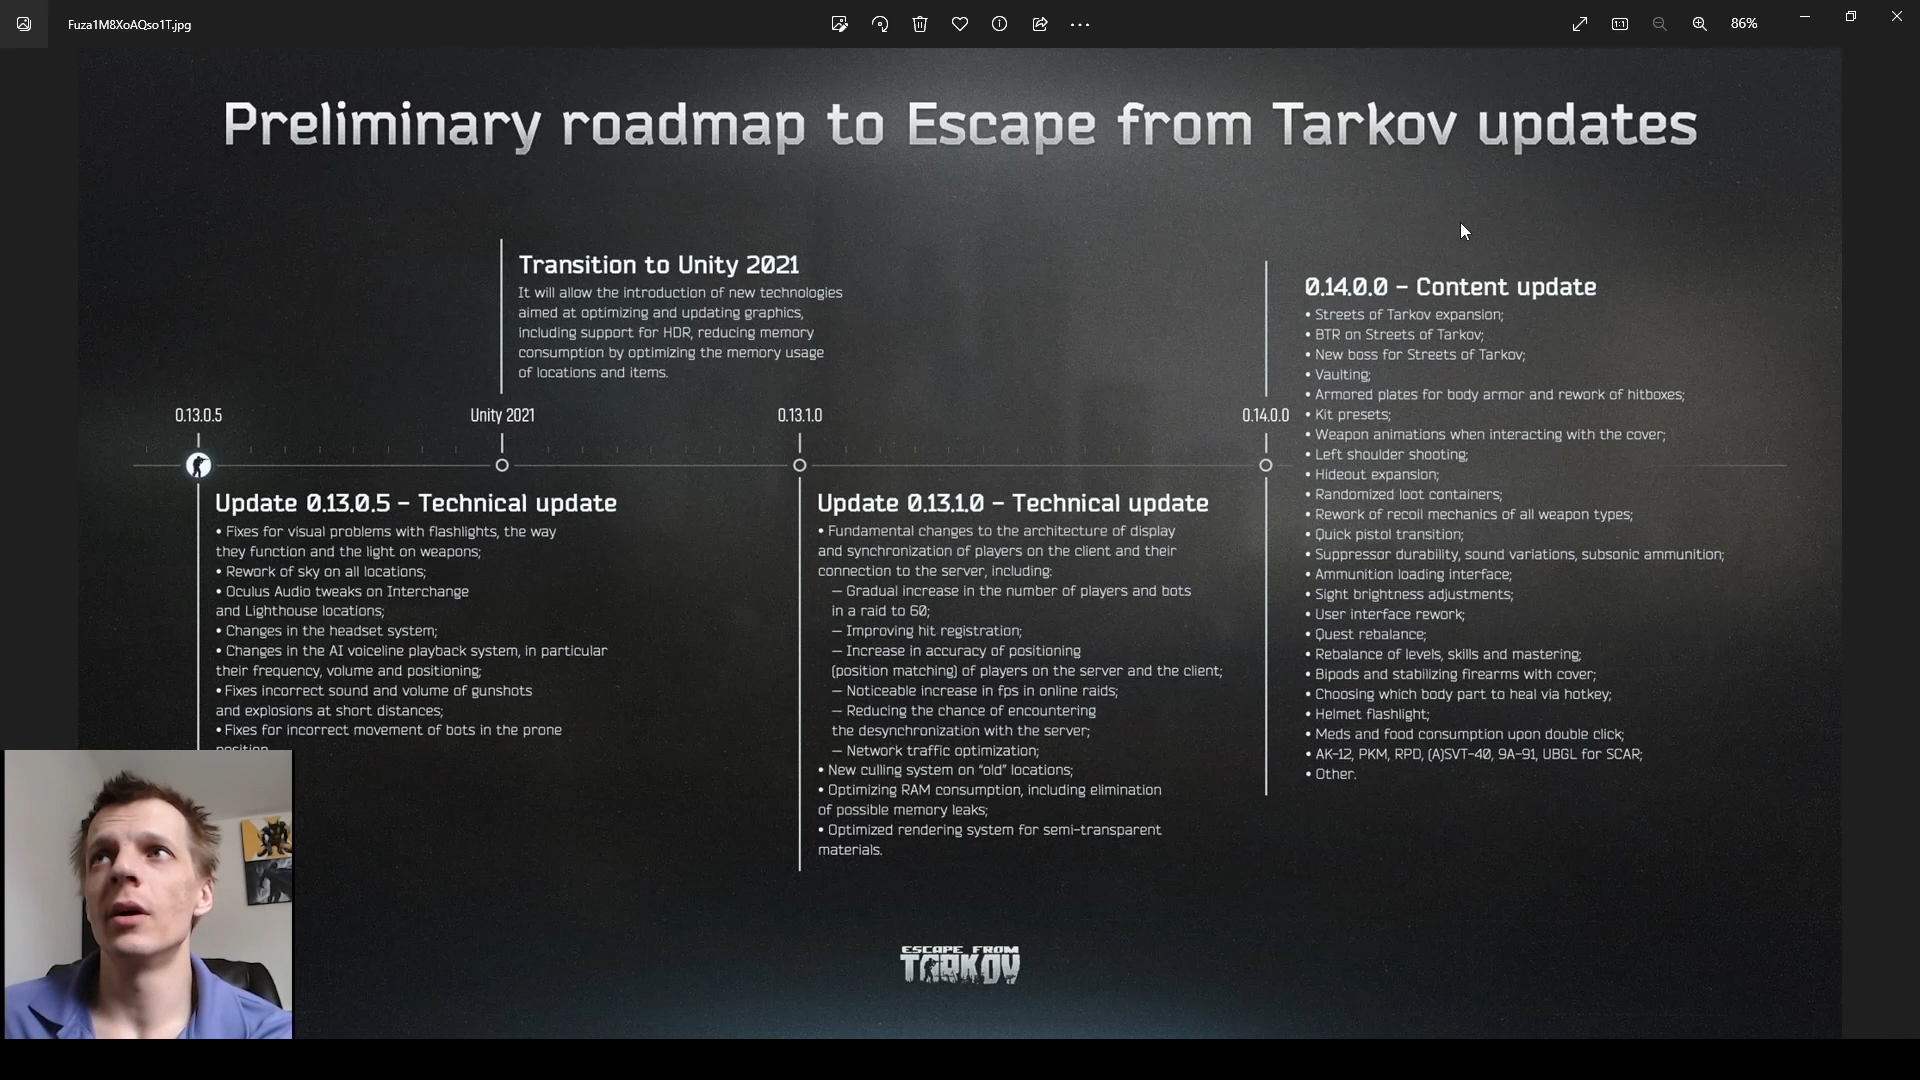 Fuza1M8XoAQso1T.jpg
86%
Preliminary roadmap to Escape from Tarkov updates
Transition to Unity 2021
It will allow the introduction of new technologies
aimed at optimizing and updating graphics,
including support for HDR, reducing memory
consumption by optimizing the memory usage
of locations and items.
0.13.0.5
Unity 2021
0.13.1.0
0.14.0.0
Update 0.13.0.5 – Technical update
• Fixes for visual problems with flashlights, the way
they function and the light on weapons;
• Rework of sky on all locations;
• Oculus Audio tweaks on Interchange
and Lighthouse locations;
• Changes in the headset system;
• Changes in the AI voiceline playback system, in particular
their frequency, volume and positioning;
• Fixes incorrect sound and volume of gunshots
and explosions at short distances;
• Fixes for incorrect movement of bots in the prone
position.
Update 0.13.1.0 – Technical update
• Fundamental changes to the architecture of display
and synchronization of players on the client and their
connection to the server, including:
– Gradual increase in the number of players and bots
in a raid to 60;
– Improving hit registration;
– Increase in accuracy of positioning
(position matching) of players on the server and the client;
– Noticeable increase in fps in online raids;
– Reducing the chance of encountering
the desynchronization with the server;
– Network traffic optimization;
• New culling system on “old” locations;
• Optimizing RAM consumption, including elimination
of possible memory leaks;
• Optimized rendering system for semi-transparent
materials.
0.14.0.0 – Content update
• Streets of Tarkov expansion;
• BTR on Streets of Tarkov;
• New boss for Streets of Tarkov;
• Vaulting;
• Armored plates for body armor and rework of hitboxes;
• Kit presets;
• Weapon animations when interacting with the cover;
• Left shoulder shooting;
• Hideout expansion;
• Randomized loot containers;
• Rework of recoil mechanics of all weapon types;
• Quick pistol transition;
• Suppressor durability, sound variations, subsonic ammunition;
• Ammunition loading interface;
• Sight brightness adjustments;
• User interface rework;
• Quest rebalance;
• Rebalance of levels, skills and mastering;
• Bipods and stabilizing firearms with cover;
• Choosing which body part to heal via hotkey;
• Helmet flashlight;
• Meds and food consumption upon double click;
• AK-12, PKM, RPD, (A)SVT-40, 9A-91, UBGL for SCAR;
• Other.
ESCAPE FROM
TARKOV